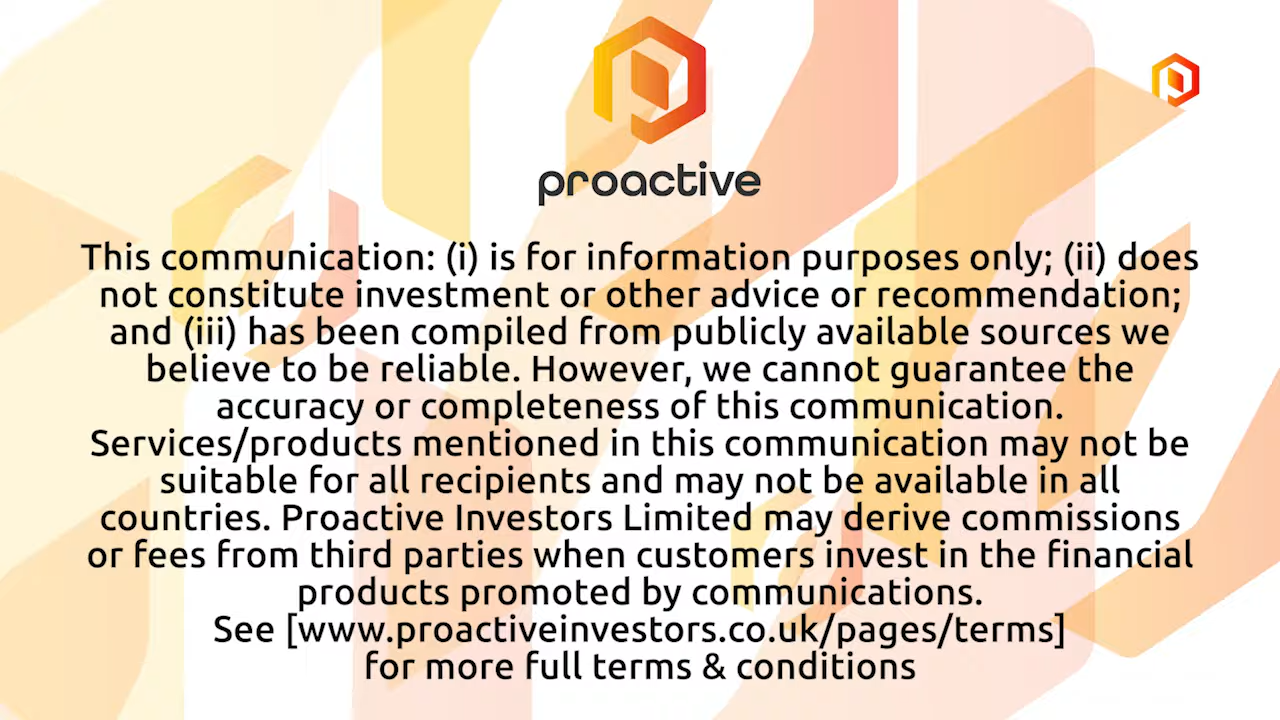 proactive
This communication: (i) is for information purposes only; (ii) does
not constitute investment or other advice or recommendation;
and (iii) has been compiled from publicly available sources we
believe to be reliable. However, we cannot guarantee the
accuracy or completeness of this communication.
Services/products mentioned in this communication may not be
suitable for all recipients and may not be available in all
countries. Proactive Investors Limited may derive commissions
or fees from third parties when customers invest in the financial
products promoted by communications.
See [www.proactiveinvestors.co.uk/pages/terms]
for more full terms & conditions